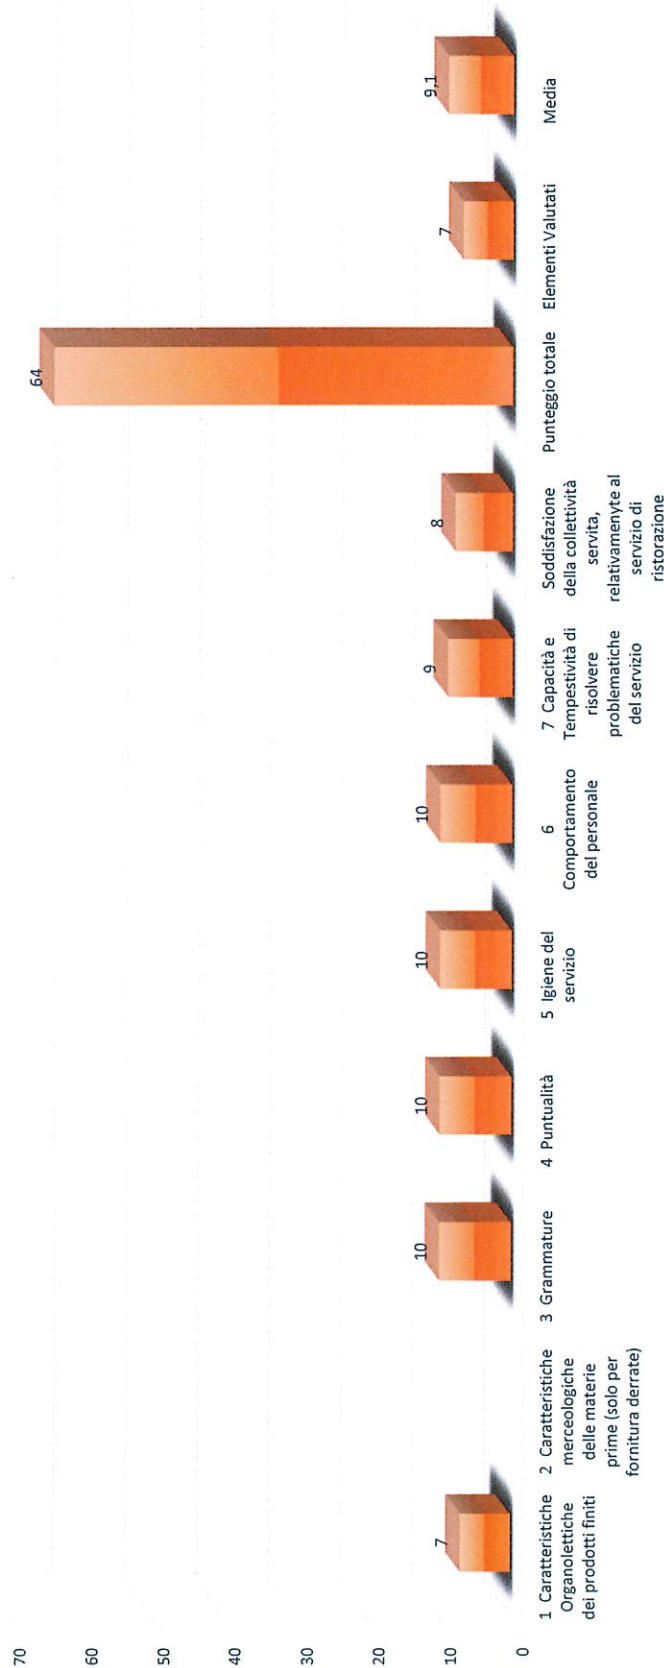 70
60
50
40
30
20
10
0
7
10
10
10
10
9
8
64
7
9,1
1 Caratteristiche
Organolettiche
dei prodotti finiti
2 Caratteristiche
merceologiche
delle materie
prime (solo per
fornitura derrate)
3 Grammature
4 Puntualità
5 Igiene del
servizio
6
Comportamento
del personale
7 Capacità e
Tempestività di
risolvere
problematiche
del servizio
Soddisfazione
della collettività
servita,
relativamenyte al
servizio di
ristorazione
Punteggio totale
Elementi Valutati
Media